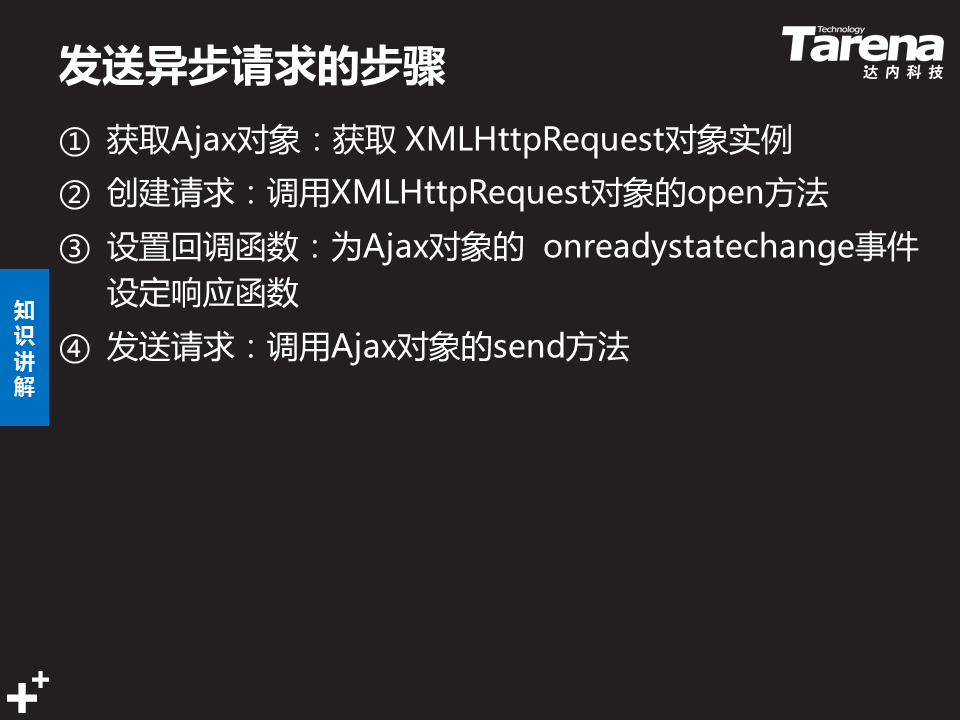 发送异步请求的步骤
Technology
Tarena
达内科技
① 获取Ajax对象：获取 XMLHttpRequest对象实例
② 创建请求：调用XMLHttpRequest对象的open方法
③ 设置回调函数：为Ajax对象的 onreadystatechange事件
设定响应函数
④ 发送请求：调用Ajax对象的send方法
知
识
讲
解